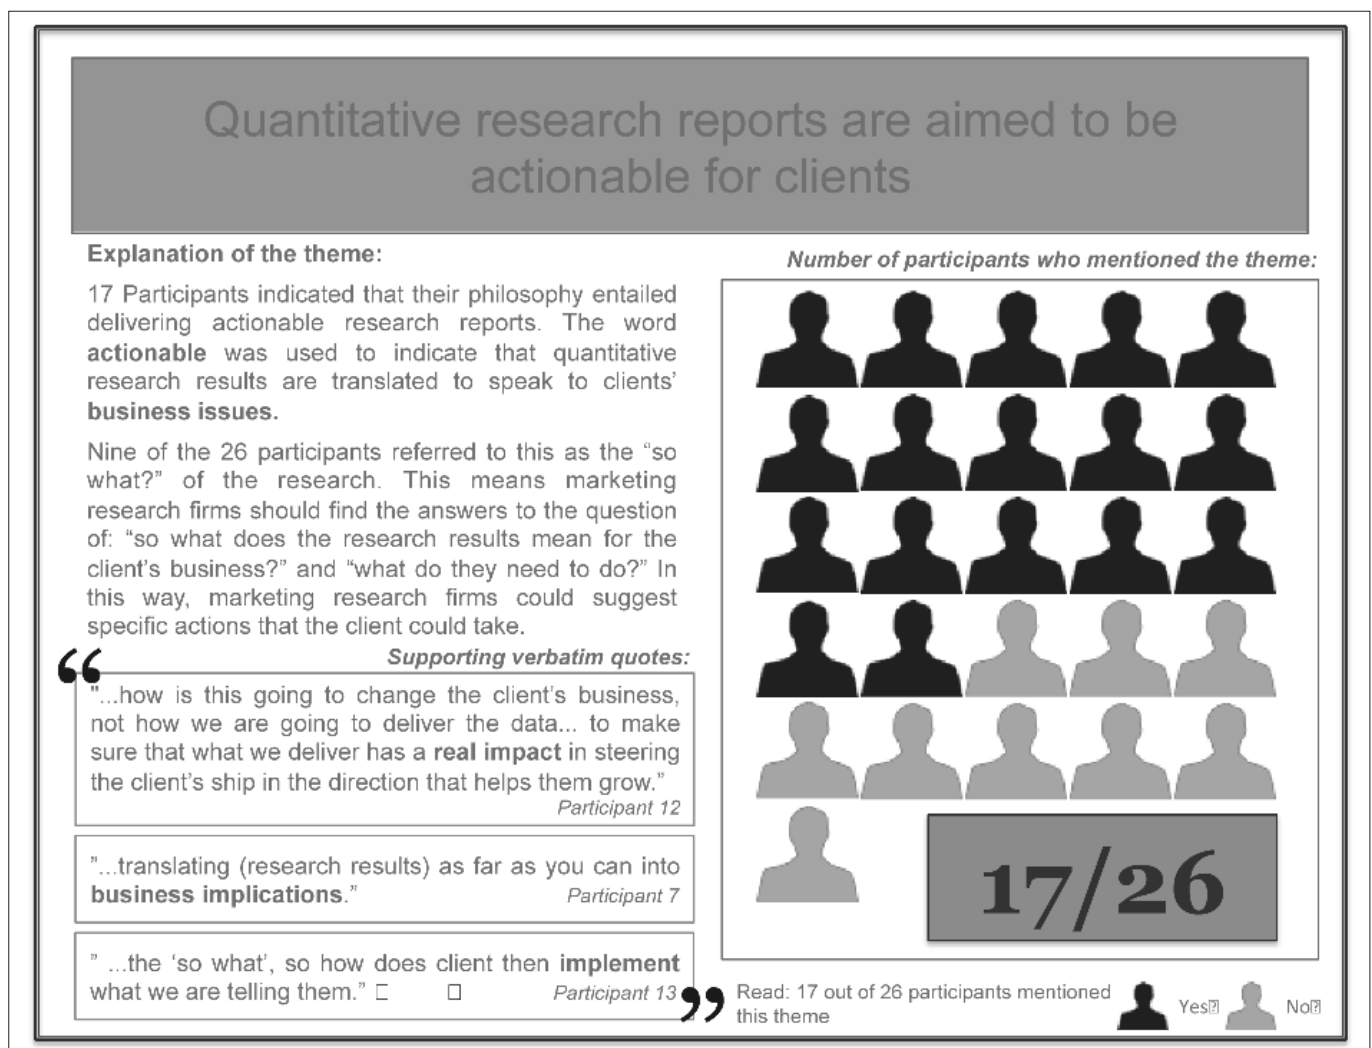 Quantitative research reports are aimed to be
actionable for clients
Explanation of the theme:
17 Participants indicated that their philosophy entailed
delivering actionable research reports. The word
actionable was used to indicate that quantitative
research results are translated to speak to clients’
business issues.
Nine of the 26 participants referred to this as the “so
what?” of the research. This means marketing
research firms should find the answers to the question
of: “so what does the research results mean for the
client’s business?” and “what do they need to do?” In
this way, marketing research firms could suggest
specific actions that the client could take.
Supporting verbatim quotes:
“
"...how is this going to change the client’s business,
not how we are going to deliver the data... to make
sure that what we deliver has a real impact in steering
the client’s ship in the direction that helps them grow.”
Participant 12
”...translating (research results) as far as you can into
business implications.” Participant 7
” ...the ‘so what’, so how does client then implement
what we are telling them.” □ □ Participant 13
”
Number of participants who mentioned the theme:
17/26
Read: 17 out of 26 participants mentioned
this theme
Yes⍰ No⍰